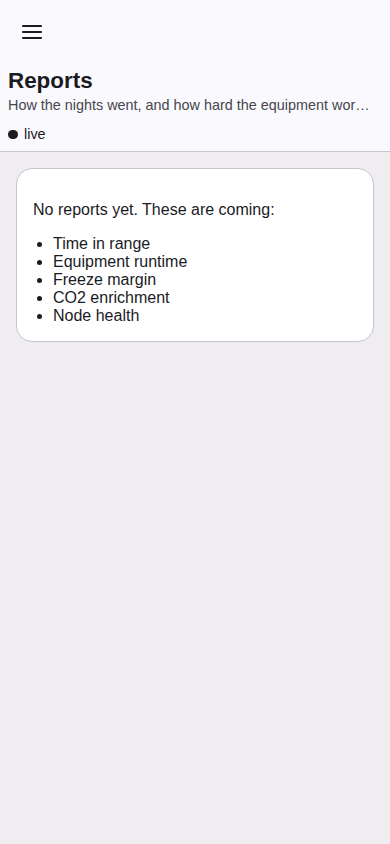 Reports
How the nights went, and how hard the equipment wor…
live
No reports yet. These are coming:
Time in range
Equipment runtime
Freeze margin
CO2 enrichment
Node health